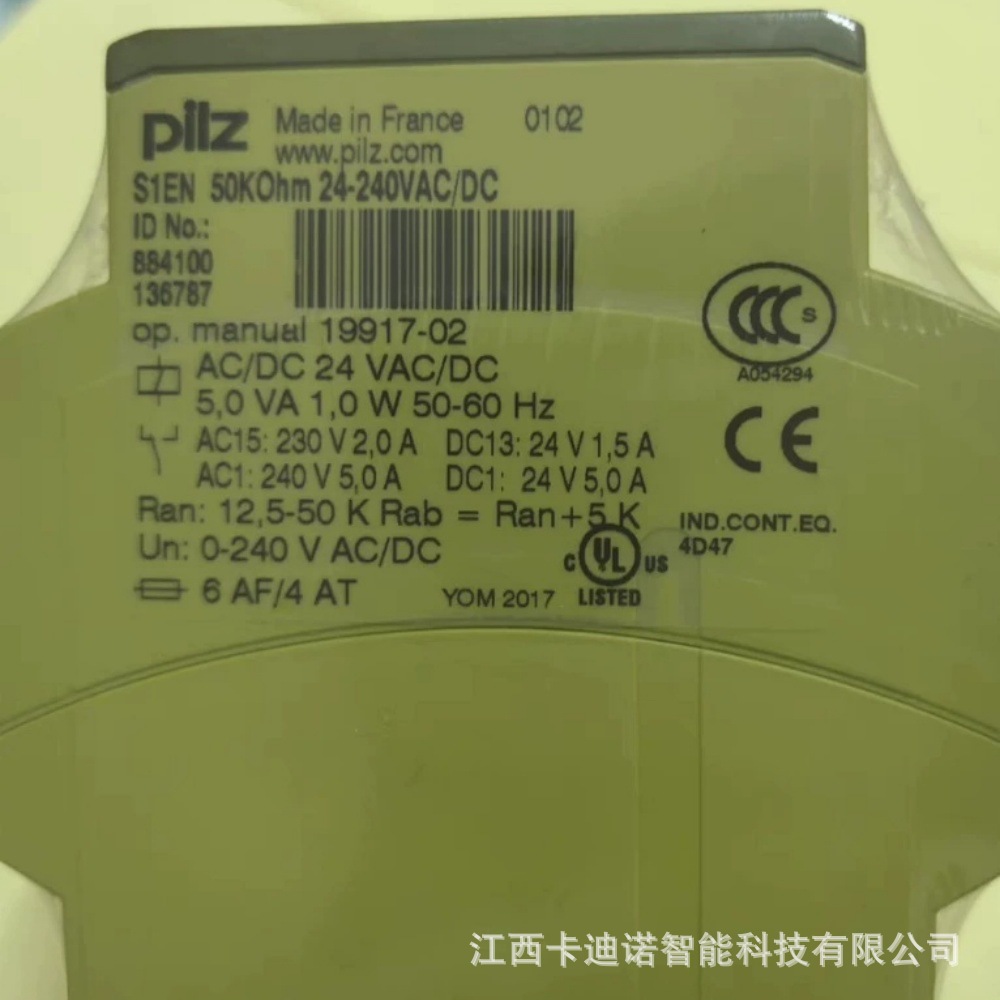 pilz Made in France 0102
www.pilz.com
S1EN 50KOhm 24-240VAC/DC
ID No.:
884100
136787
op. manual 19917-02
AC/DC 24 VAC/DC
5,0 VA 1,0 W 50-60 Hz
AC15: 230 V 2,0 A DC13: 24 V 1,5 A
AC1: 240 V 5,0 A DC1: 24 V 5,0 A
Ran: 12,5-50 K Rab = Ran+5 K
Un: 0-240 V AC/DC
6 AF/4 AT
YOM 2017
CCC S
A054294
CE
IND.CONT.EQ.
4D47
C UL US
LISTED
江西卡迪诺智能科技有限公司